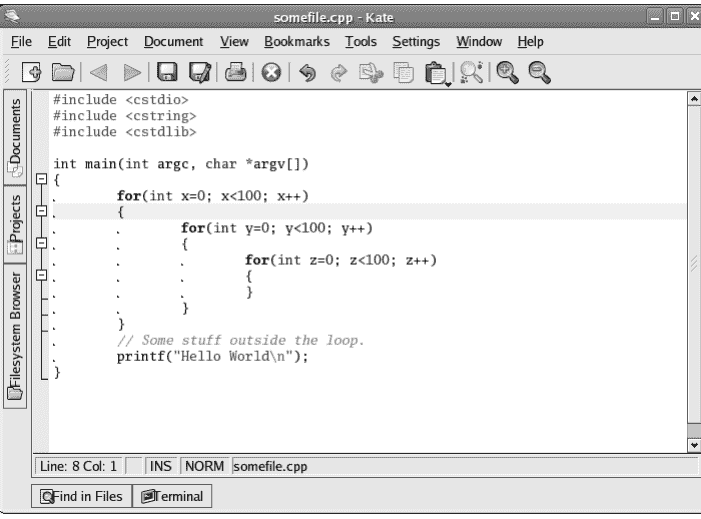 somefile.cpp - Kate
File Edit Project Document View Bookmarks Tools Settings Window Help
Documents
Projects
Filesystem Browser
#include <cstdio>
#include <cstring>
#include <cstdlib>
int main(int argc, char *argv[])
{
for(int x=0; x<100; x++)
{
for(int y=0; y<100; y++)
{
for(int z=0; z<100; z++)
{
}
}
}
// Some stuff outside the loop.
printf("Hello World\n");
}
Line: 8 Col: 1 INS NORM somefile.cpp
Find in Files Terminal